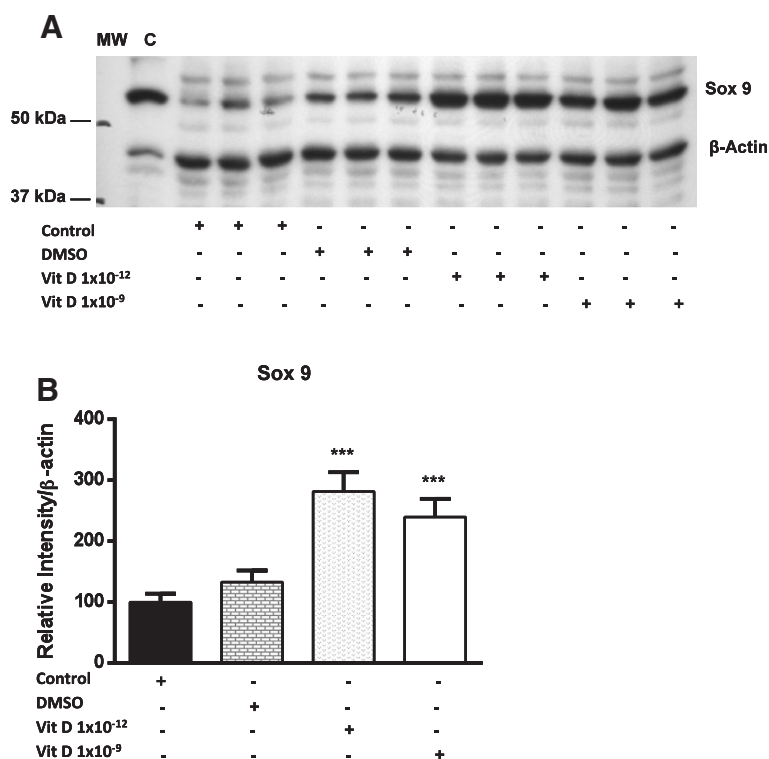 A
MW C
Sox 9
50 kDa
β-Actin
37 kDa
Control + + + - - - - - - - - -
DMSO - - - + + + - - - - - -
Vit D 1x10⁻¹² - - - - - - + + + - - -
Vit D 1x10⁻⁹ - - - - - - - - - + + +
B
Sox 9
Relative Intensity/β-actin
400
300
200
100
0
***
***
Control + - - -
DMSO - + - -
Vit D 1x10⁻¹² - - + -
Vit D 1x10⁻⁹ - - - +